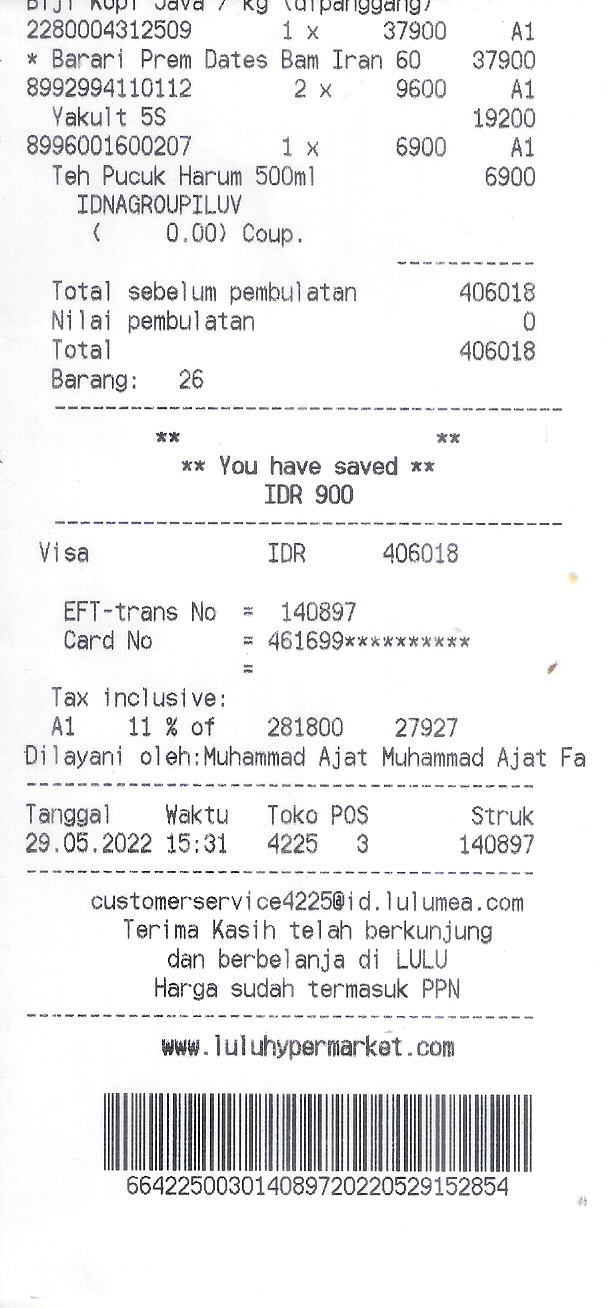 Biji Kopi Java / kg (dipanggang)
2280004312509 1 x 37900 A1
* Barari Prem Dates Bam Iran 60 37900
8992994110112 2 x 9600 A1
Yakult 5S 19200
8996001600207 1 x 6900 A1
Teh Pucuk Harum 500ml 6900
IDNAGROUPILUV
( 0.00) Coup.
----------
Total sebelum pembulatan 406018
Nilai pembulatan 0
Total 406018
Barang: 26
----------------------------------------
** **
** You have saved **
IDR 900
----------------------------------------
Visa IDR 406018
EFT-trans No = 140897
Card No = 461699**********
=
Tax inclusive:
A1 11 % of 281800 27927
Dilayani oleh:Muhammad Ajat Muhammad Ajat Fa
----------------------------------------
Tanggal Waktu Toko POS Struk
29.05.2022 15:31 4225 3 140897
----------------------------------------
customerservice4225@id.lulumea.com
Terima Kasih telah berkunjung
dan berbelanja di LULU
Harga sudah termasuk PPN
----------------------------------------
www.luluhypermarket.com
664225003014089720220529152854